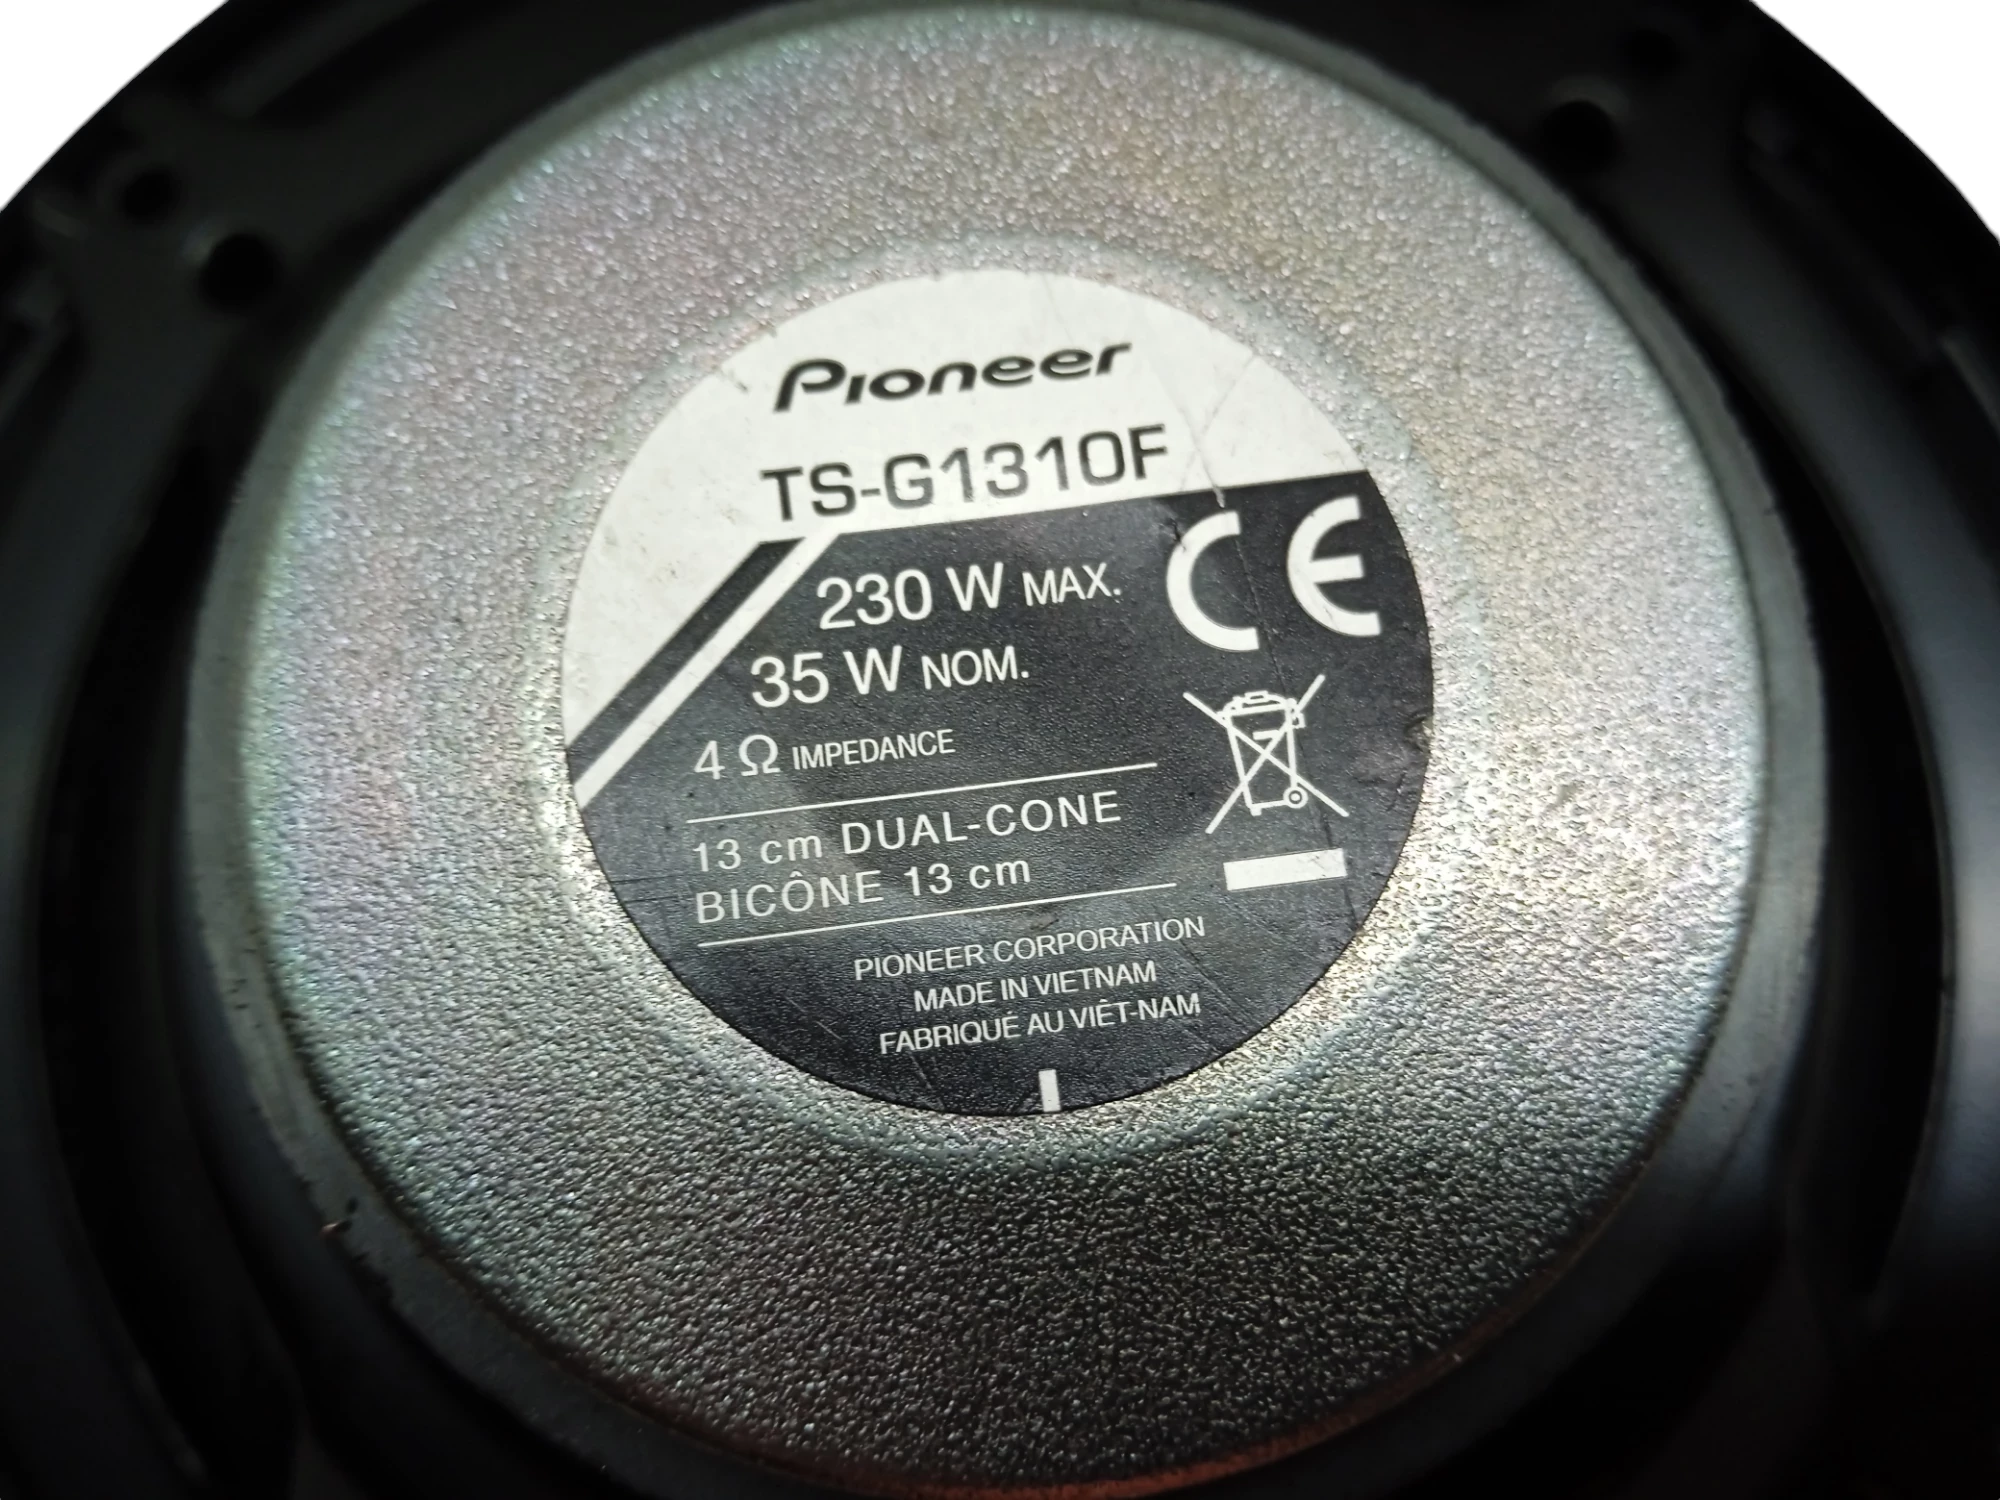 Pioneer
TS-G1310F
230 W MAX.
35 W NOM.
4 Ω IMPEDANCE
13 cm DUAL-CONE
BICÔNE 13 cm
PIONEER CORPORATION
MADE IN VIETNAM
FABRIQUÉ AU VIÊT-NAM
CE